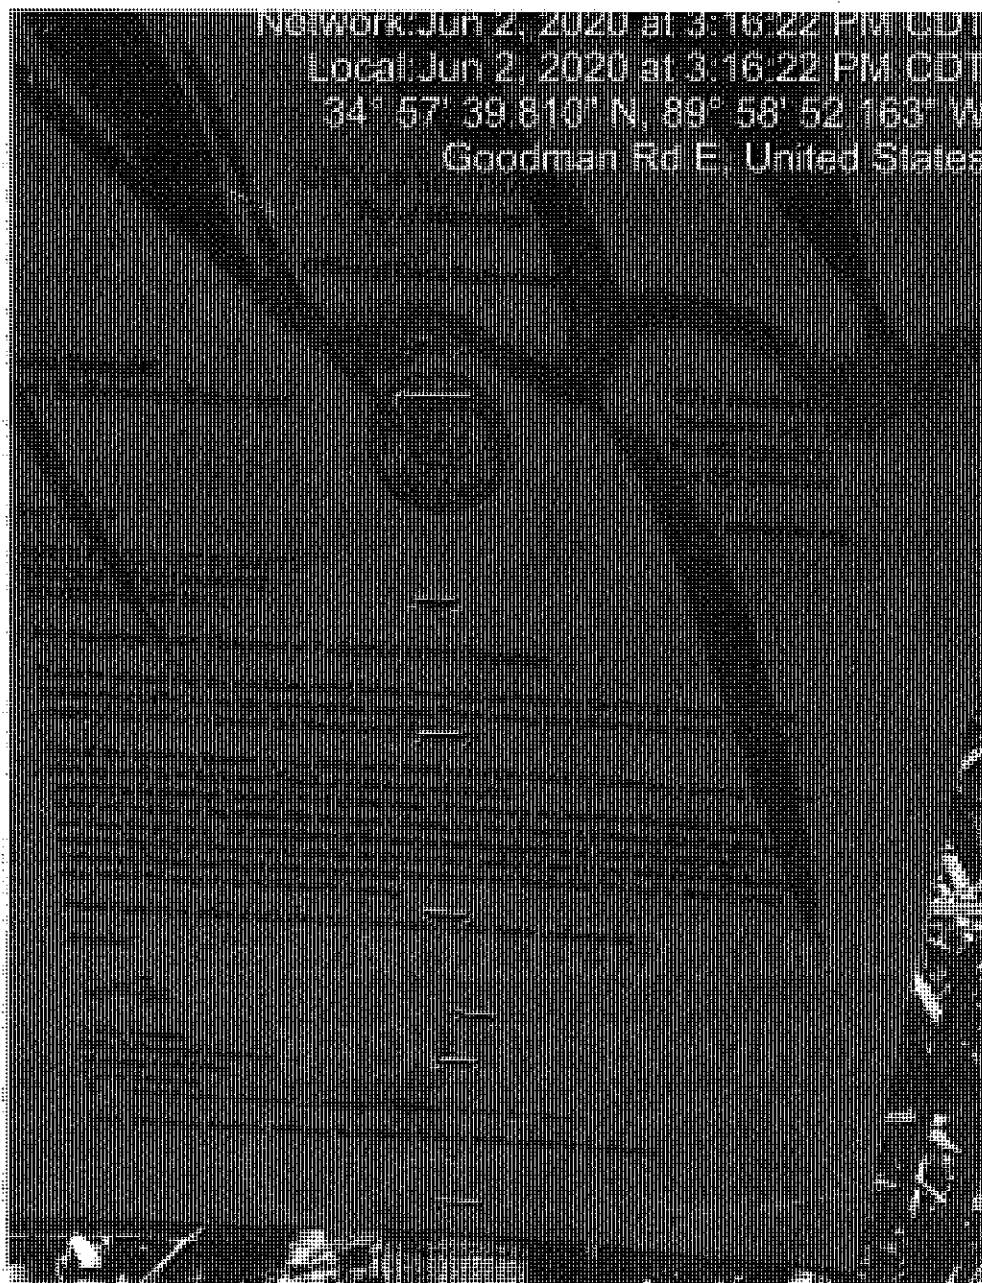 Network:Jun 2, 2020 at 3:16:22 PM CDT
Local:Jun 2, 2020 at 3:16:22 PM CDT
34° 57' 39.810" N, 89° 58' 52.163" W
Goodman Rd E, United States